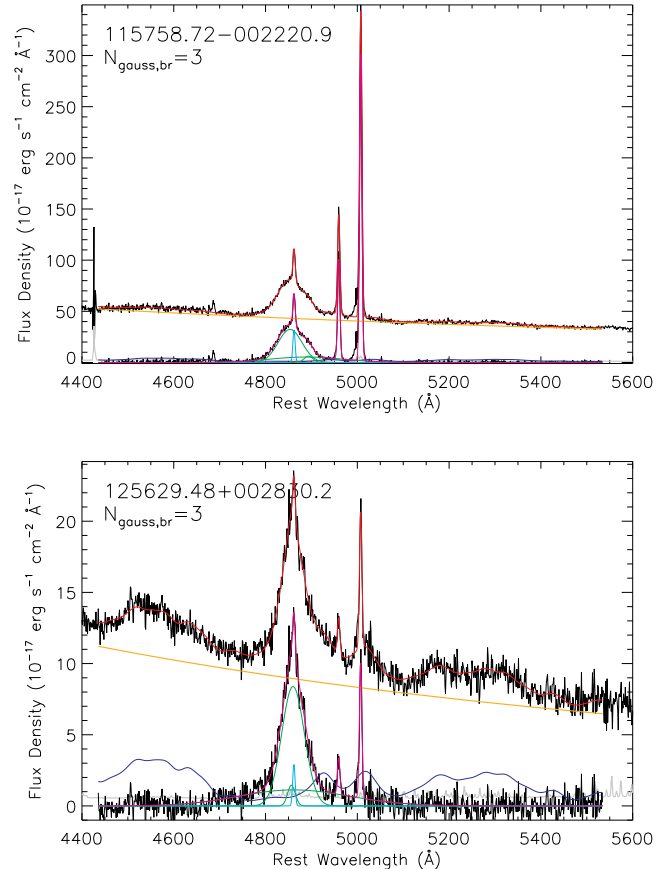 115758.72−002220.9
N_gauss,br=3
Flux Density (10⁻¹⁷ erg s⁻¹ cm⁻² Å⁻¹)
300
250
200
150
100
50
0
4400 4600 4800 5000 5200 5400 5600
Rest Wavelength (Å)
125629.48+002830.2
N_gauss,br=3
Flux Density (10⁻¹⁷ erg s⁻¹ cm⁻² Å⁻¹)
20
15
10
5
0
4400 4600 4800 5000 5200 5400 5600
Rest Wavelength (Å)